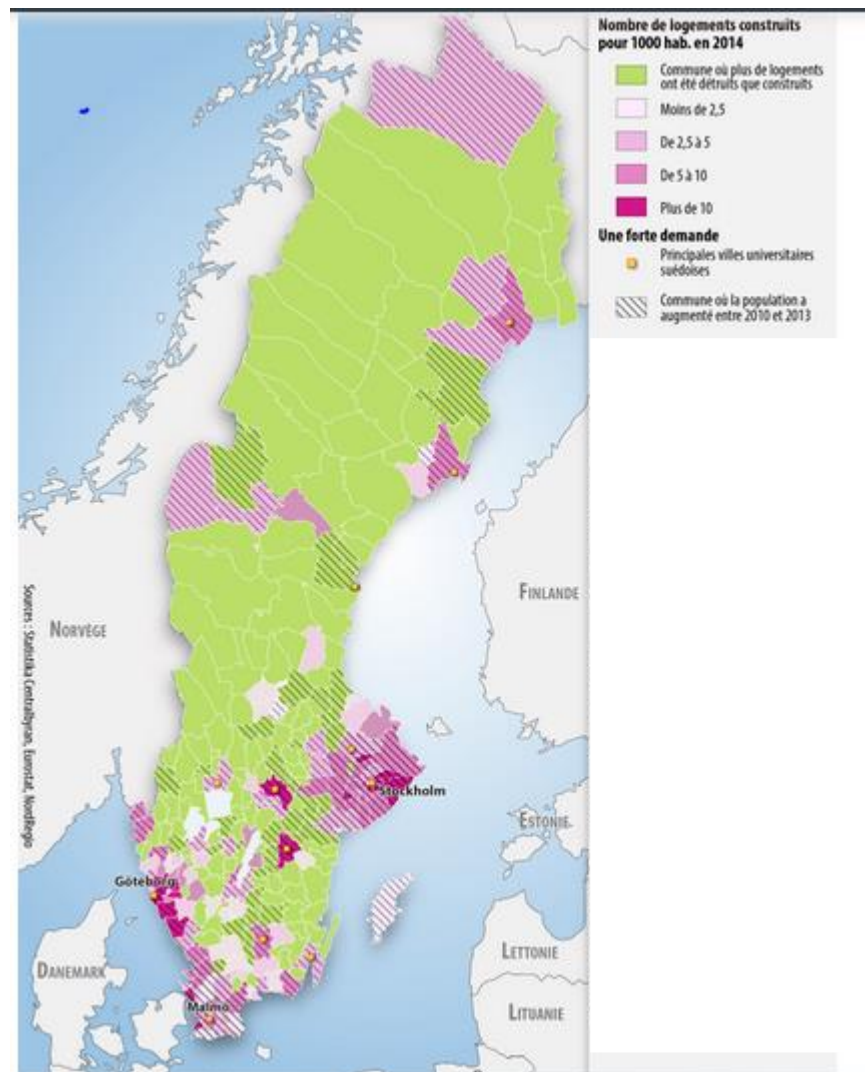 Nombre de logements construits
pour 1000 hab. en 2014
Commune où plus de logements
ont été détruits que construits
Moins de 2,5
De 2,5 à 5
De 5 à 10
Plus de 10
Une forte demande
Principales villes universitaires
suédoises
Commune où la population a
augmenté entre 2010 et 2013
FINLANDE
NORVÈGE
Sources : Statistika Centralbyran, Eurostat, NordRegio
Stockholm
ESTONIE
Göteborg
LETTONIE
DANEMARK
LITUANIE
Malmö